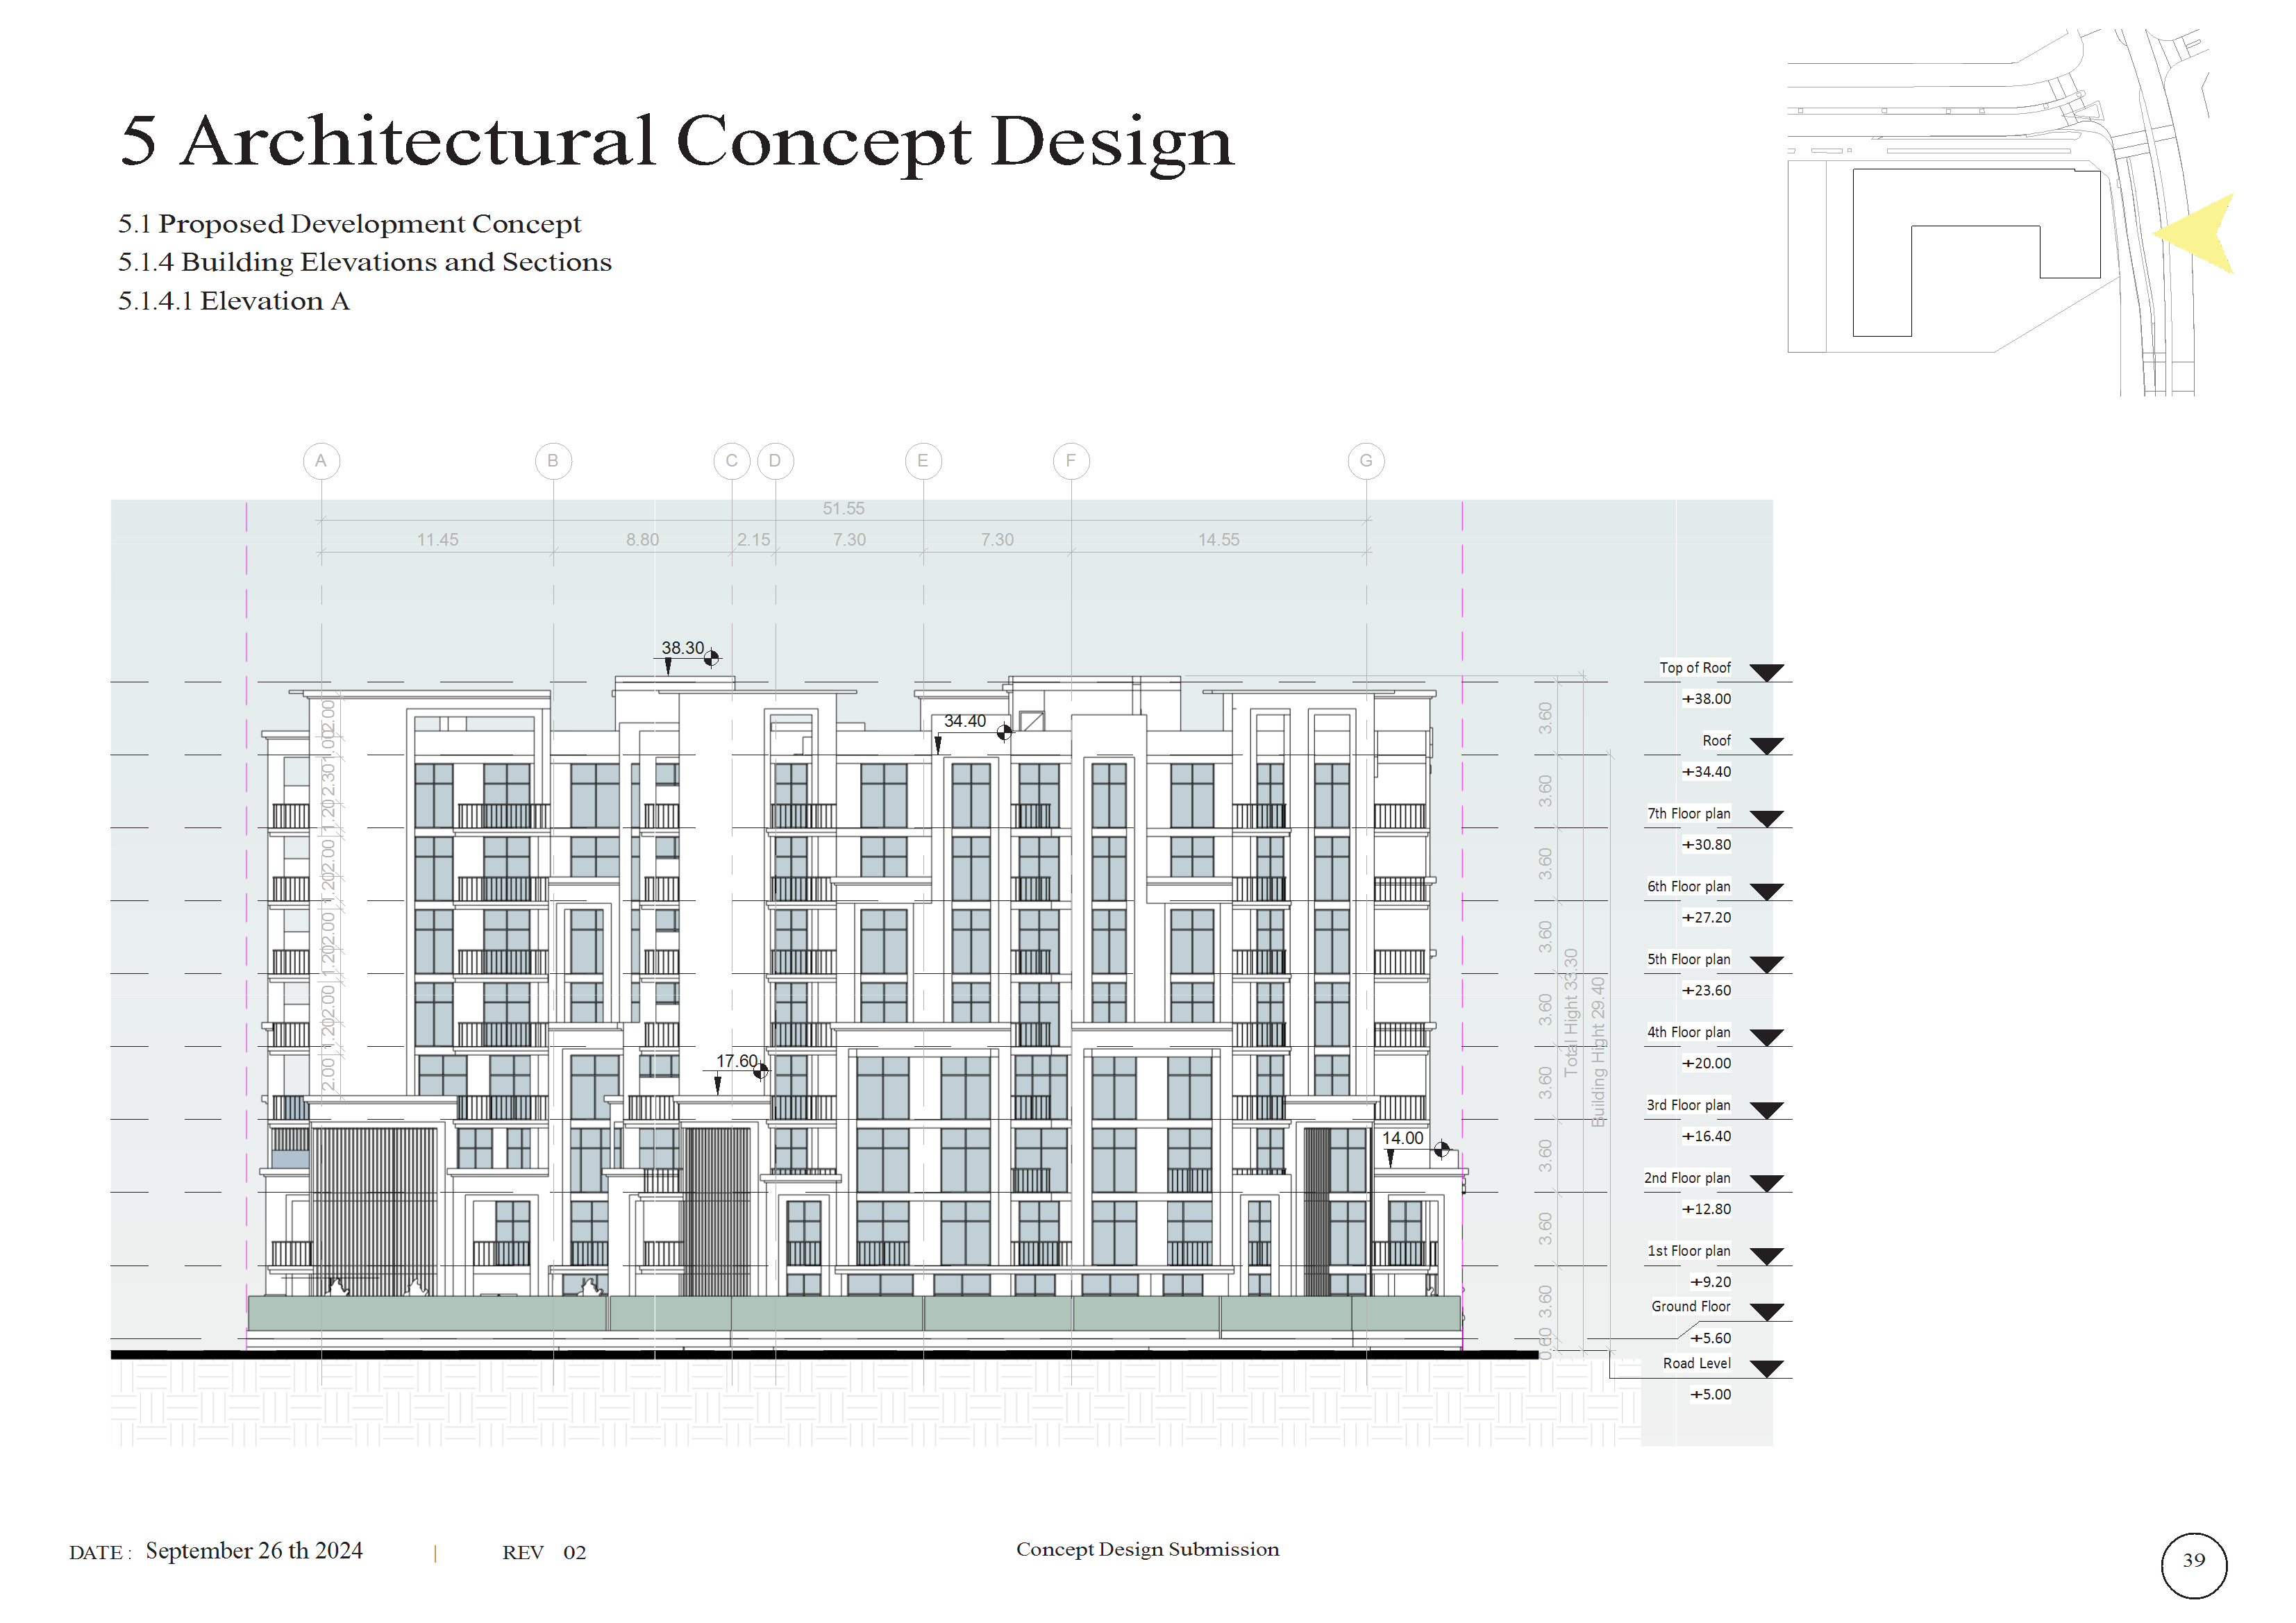 5 Architectural Concept Design
5.1 Proposed Development Concept
5.1.4 Building Elevations and Sections
5.1.4.1 Elevation A
A B C D E F G
51.55
11.45 8.80 2.15 7.30 7.30 14.55
38.30
34.40
17.60
14.00
2.00
1.00
2.30
1.20
2.00
1.20
2.00
1.20
2.00
1.20
2.00
3.60
3.60
3.60
3.60
3.60
3.60
3.60
3.60
3.60
0.60
Total Hight 33.30
Building Hight 29.40
Top of Roof
+38.00
Roof
+34.40
7th Floor plan
+30.80
6th Floor plan
+27.20
5th Floor plan
+23.60
4th Floor plan
+20.00
3rd Floor plan
+16.40
2nd Floor plan
+12.80
1st Floor plan
+9.20
Ground Floor
+5.60
Road Level
+5.00
DATE : September 26 th 2024 | REV 02
Concept Design Submission
39